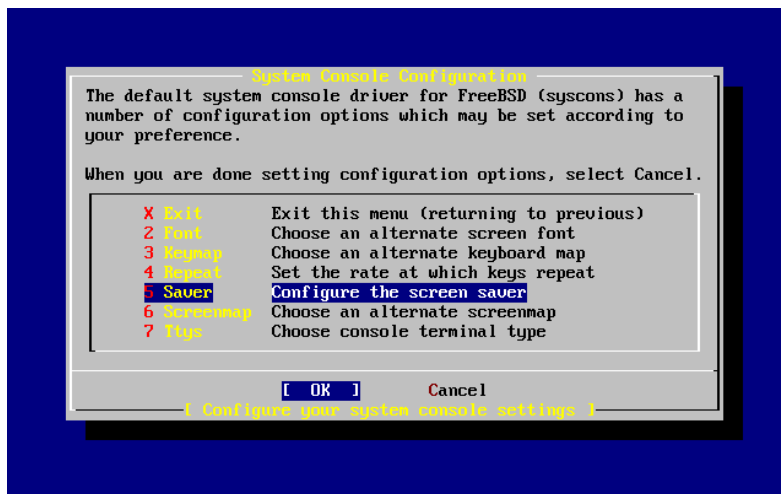 System Console Configuration
The default system console driver for FreeBSD (syscons) has a
number of configuration options which may be set according to
your preference.
When you are done setting configuration options, select Cancel.
X Exit Exit this menu (returning to previous)
2 Font Choose an alternate screen font
3 Keymap Choose an alternate keyboard map
4 Repeat Set the rate at which keys repeat
5 Saver Configure the screen saver
6 Screenmap Choose an alternate screenmap
7 Ttys Choose console terminal type
[ OK ] Cancel
[ Configure your system console settings ]